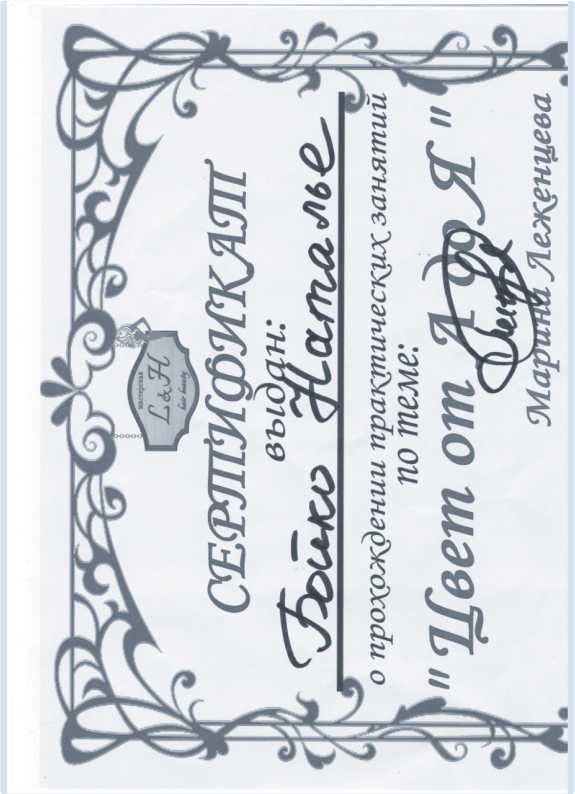 мастерская
L & H
hair beauty
СЕРТИФИКАТ
выдан:
Бойко Наталье
о прохождении практических занятий
по теме:
"Цвет от А до Я"
Марина Леженцева